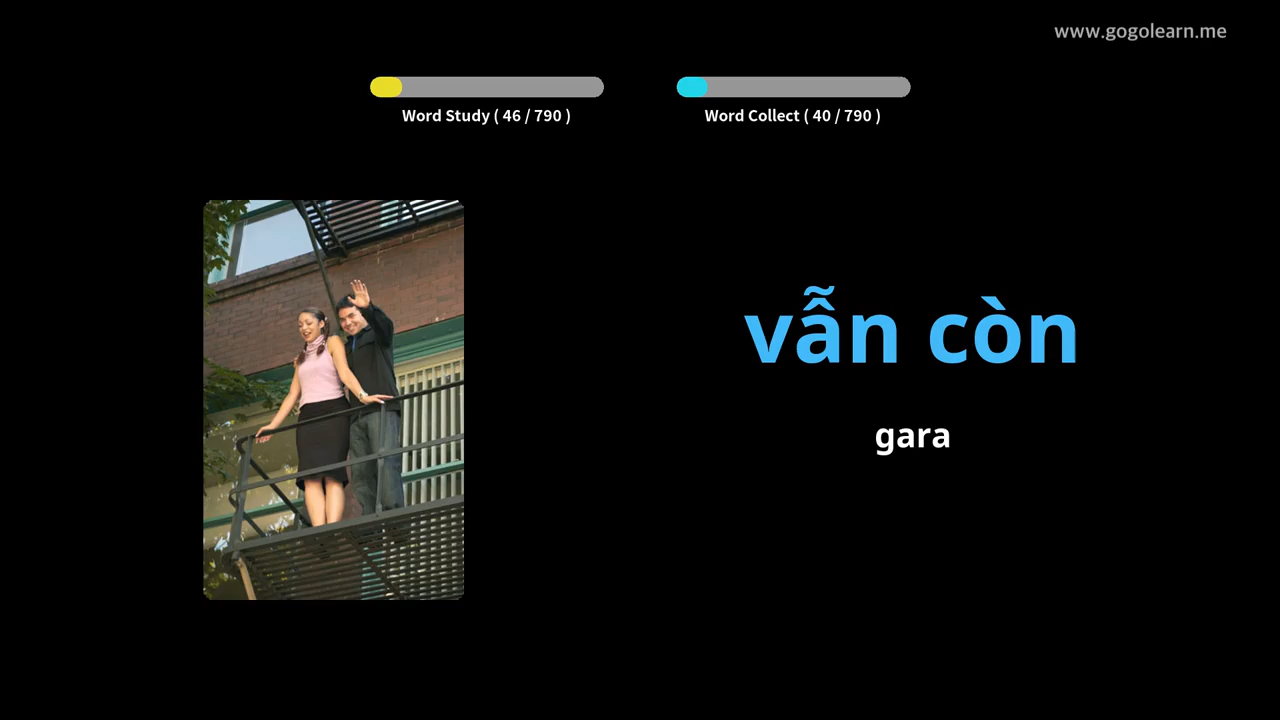 www.gogolearn.me
Word Study ( 46 / 790 )
Word Collect ( 40 / 790 )
vẫn còn
gara